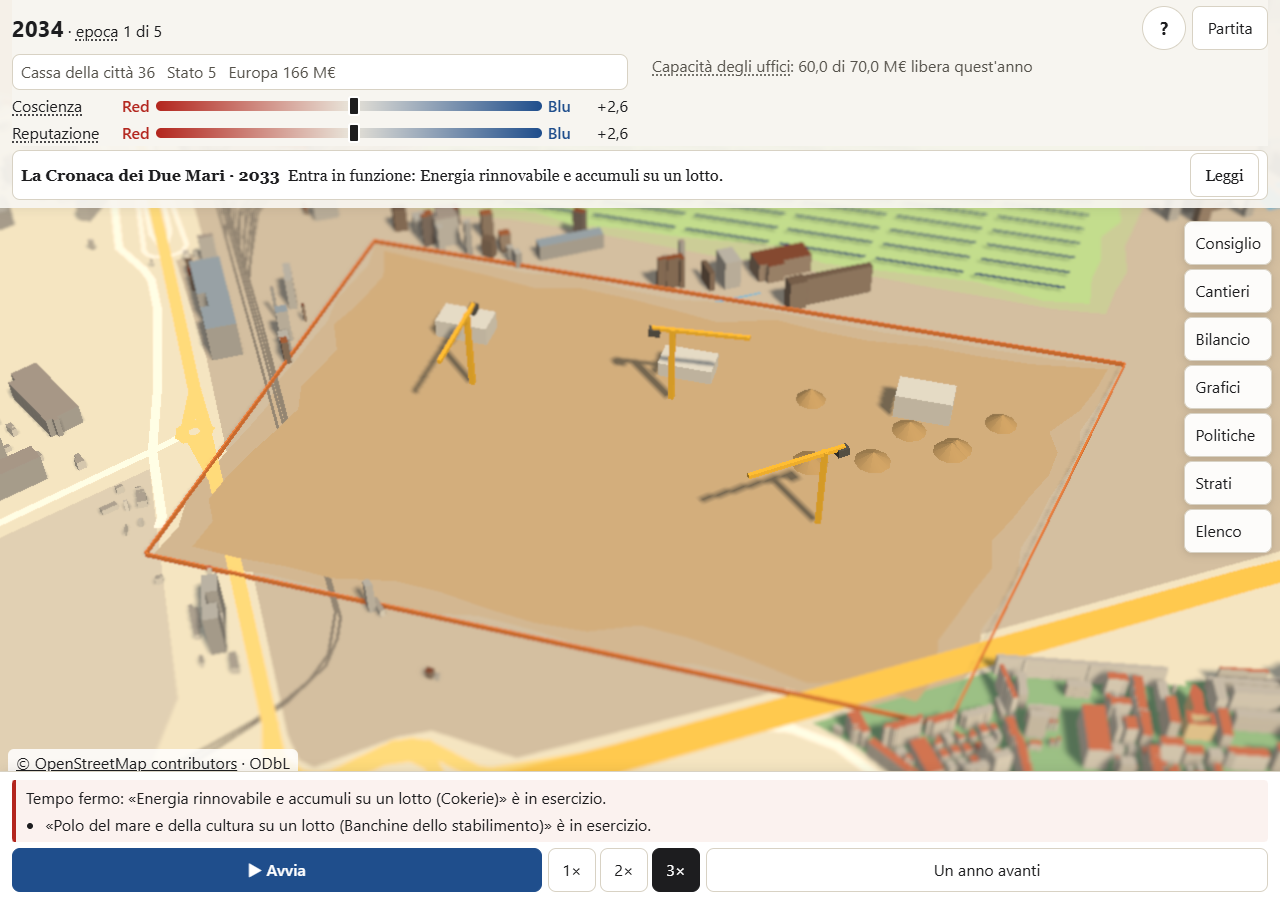 2034 · epoca 1 di 5
?
Partita
Cassa della città 36 Stato 5 Europa 166 M€
Capacità degli uffici: 60,0 di 70,0 M€ libera quest'anno
Coscienza Red Blu +2,6
Reputazione Red Blu +2,6
La Cronaca dei Due Mari · 2033 Entra in funzione: Energia rinnovabile e accumuli su un lotto.
Leggi
Consiglio
Cantieri
Bilancio
Grafici
Politiche
Strati
Elenco
© OpenStreetMap contributors · ODbL
Tempo fermo: «Energia rinnovabile e accumuli su un lotto (Cokerie)» è in esercizio.
• «Polo del mare e della cultura su un lotto (Banchine dello stabilimento)» è in esercizio.
▶ Avvia
1×
2×
3×
Un anno avanti